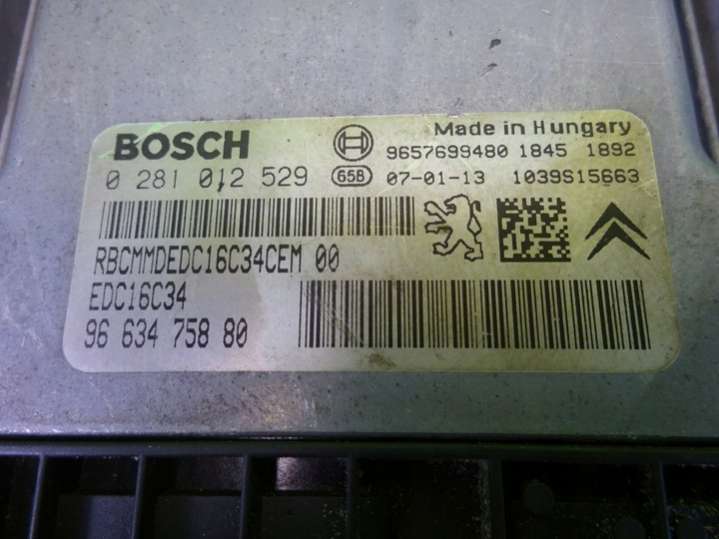 BOSCH
Made in Hungary
9657699480 1845 1892
0 281 012 529 658 07-01-13 1039S15663
RBCMMDEDC16C34CEM 00
EDC16C34
96 634 758 80